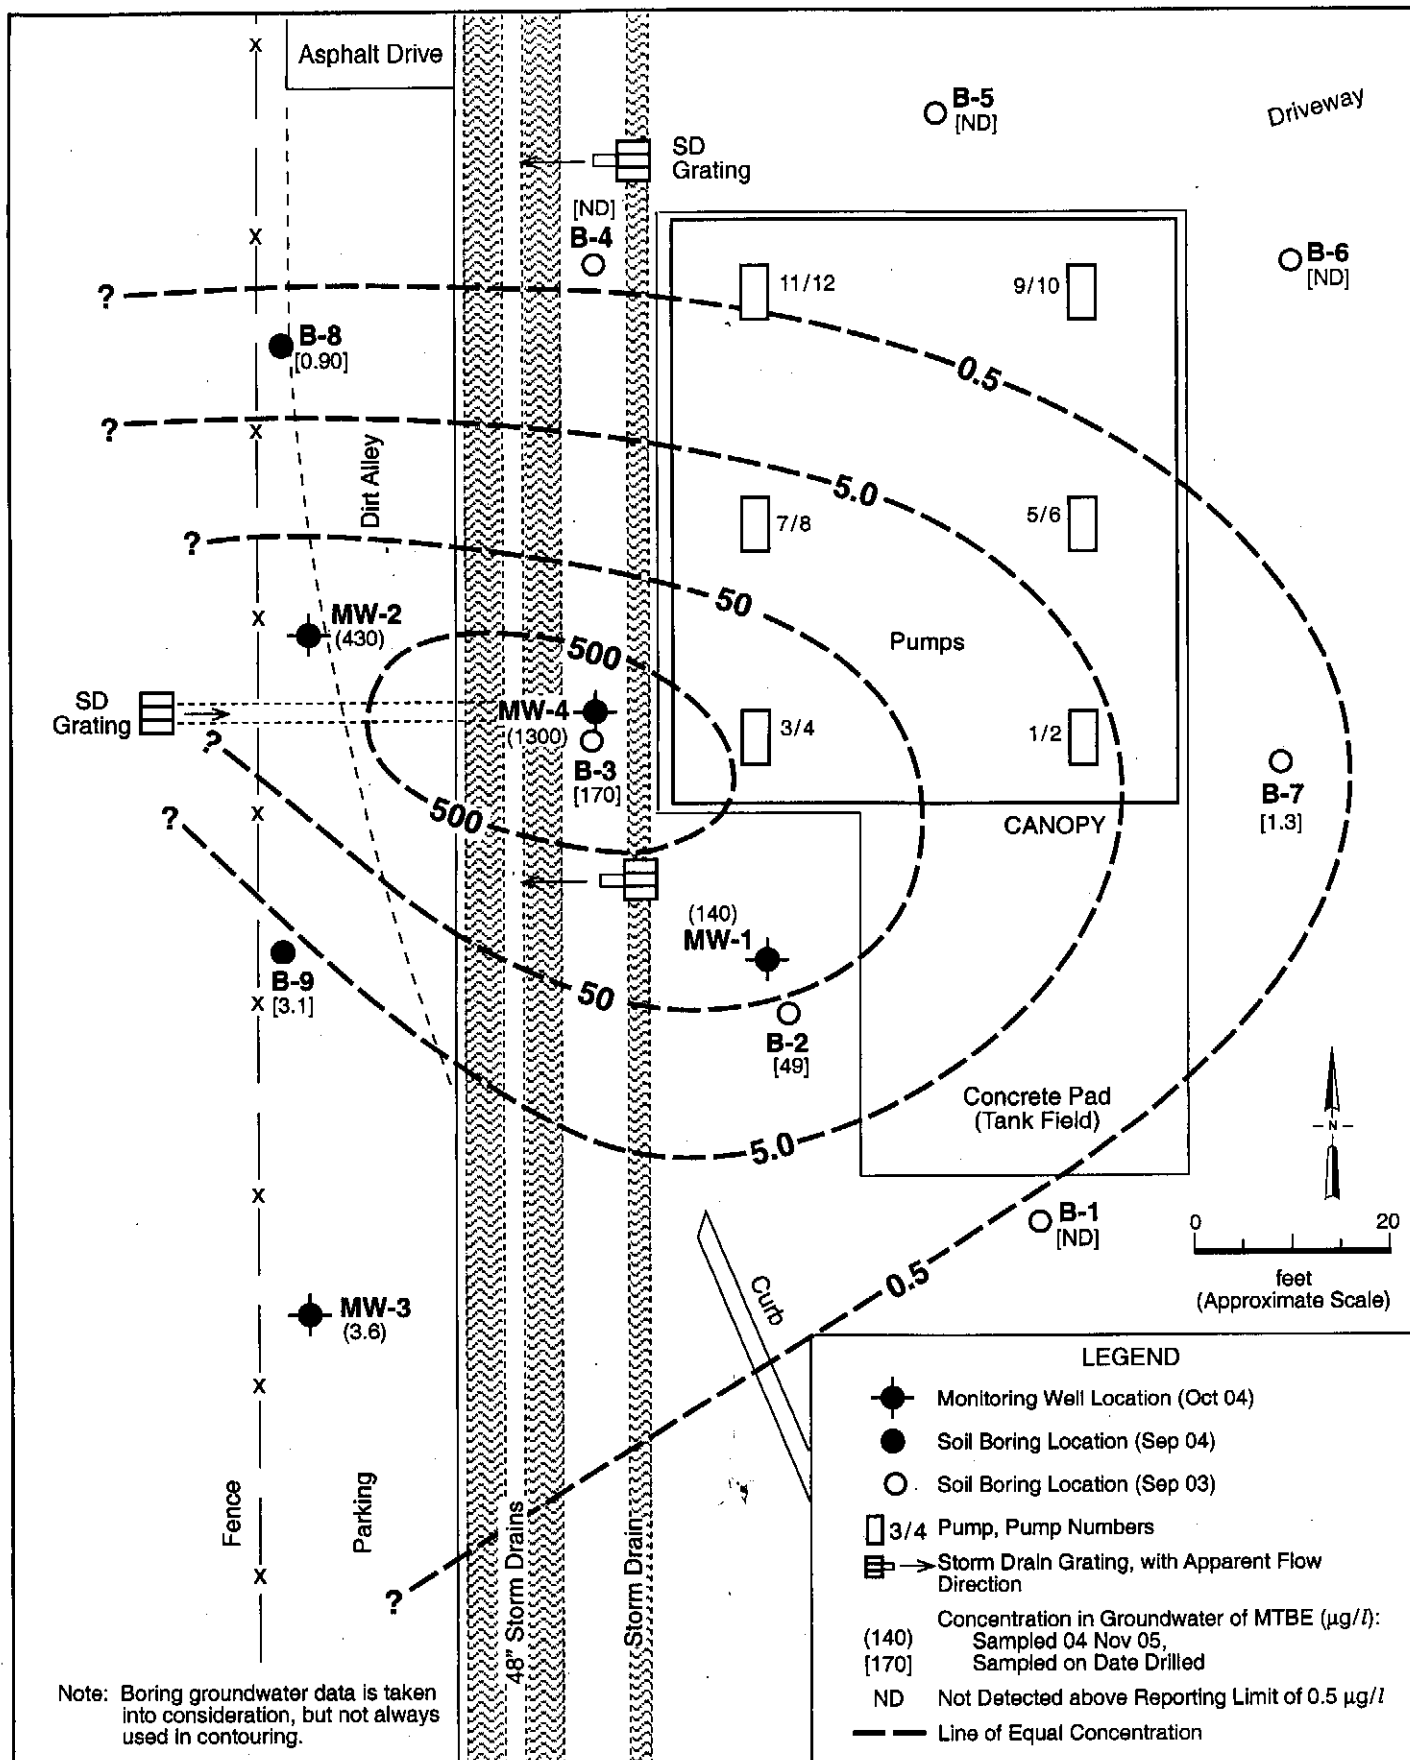 Asphalt Drive
x
B-5
[ND]
Driveway
SD
Grating
[ND]
B-4
x
B-6
[ND]
11/12
9/10
?
B-8
[0.90]
0.5
?
x
Dirt Alley
5.0
7/8
5/6
?
50
x
MW-2
(430)
500
Pumps
SD
Grating
MW-4
(1300)
3/4
1/2
?
B-3
[170]
B-7
[1.3]
?
x
500
CANOPY
(140)
MW-1
B-9
[3.1]
x
50
B-2
[49]
Concrete Pad
(Tank Field)
N
5.0
x
B-1
[ND]
0 20
feet
(Approximate Scale)
0.5
Curb
MW-3
(3.6)
x
Fence
Parking
48" Storm Drains
Storm Drain
x
?
LEGEND
Monitoring Well Location (Oct 04)
Soil Boring Location (Sep 04)
Soil Boring Location (Sep 03)
3/4 Pump, Pump Numbers
Storm Drain Grating, with Apparent Flow
Direction
Concentration in Groundwater of MTBE (µg/l):
(140) Sampled 04 Nov 05,
[170] Sampled on Date Drilled
ND Not Detected above Reporting Limit of 0.5 µg/l
Line of Equal Concentration
Note: Boring groundwater data is taken
into consideration, but not always
used in contouring.